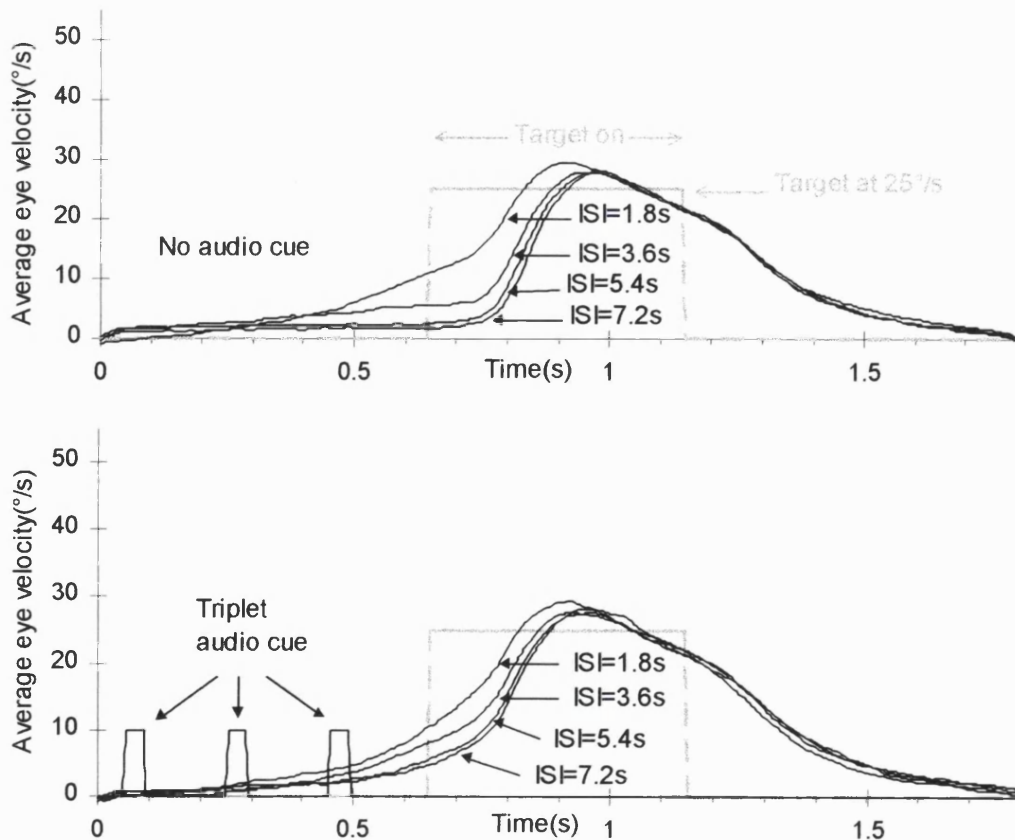 Average eye velocity(°/s)
50
40
30
20
10
0
Target on
Target at 25°/s
No audio cue
ISI=1.8s
ISI=3.6s
ISI=5.4s
ISI=7.2s
0
0.5
Time(s)
1
1.5
Average eye velocity(°/s)
50
40
30
20
10
0
Triplet
audio cue
ISI=1.8s
ISI=3.6s
ISI=5.4s
ISI=7.2s
0
0.5
Time(s)
1
1.5